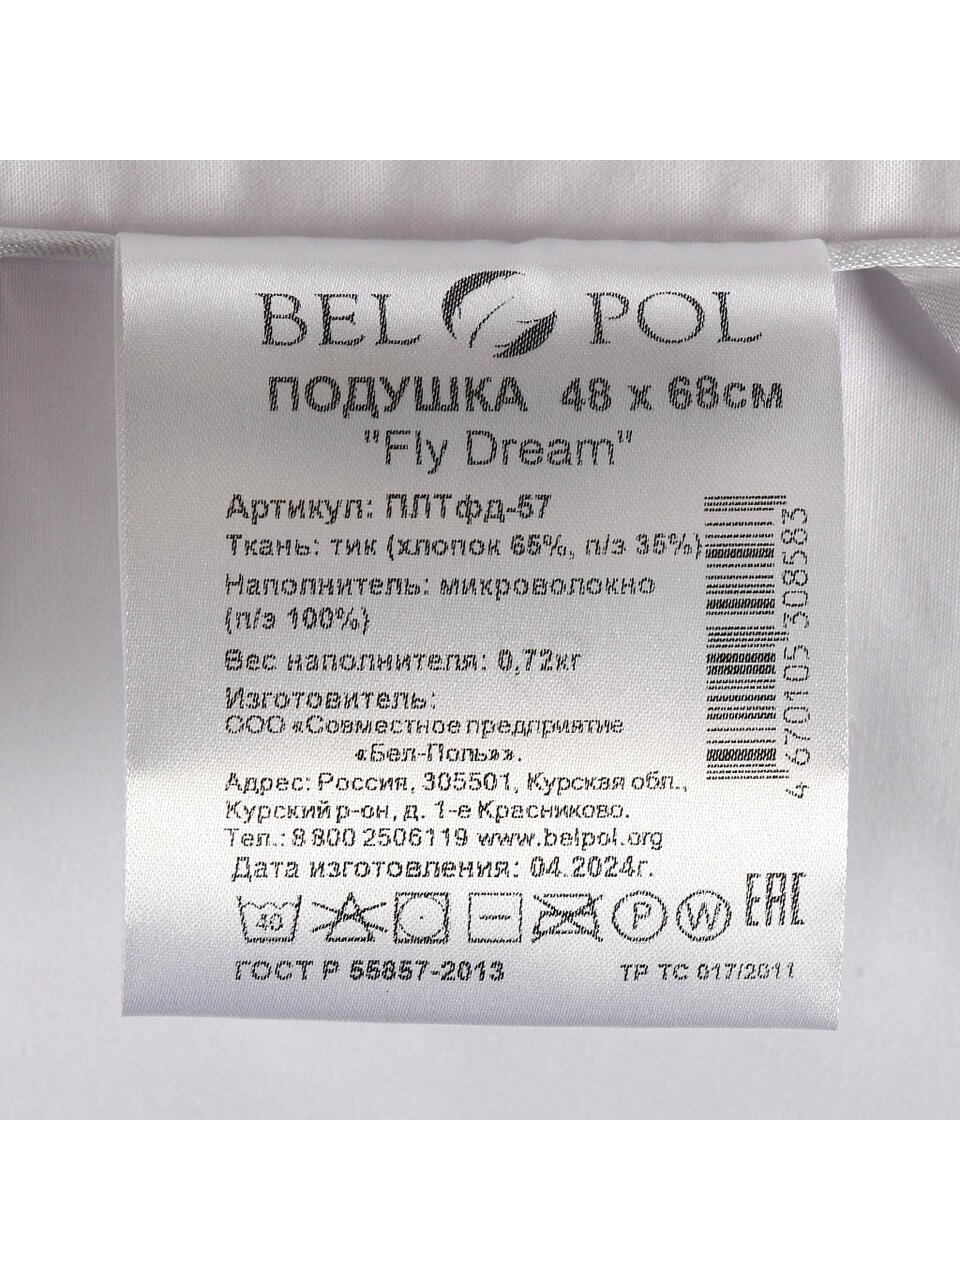 BEL POL
ПОДУШКА 48 х 68см
"Fly Dream"
Артикул: ПЛТфд-57
Ткань: тик (хлопок 65%, п/э 35%)
Наполнитель: микроволокно
(п/э 100%)
Вес наполнителя: 0,72кг
Изготовитель:
ООО «Совместное предприятие
«Бел-Поль»».
Адрес: Россия, 305501, Курская обл.,
Курский р-он, д. 1-е Красниково.
Тел.: 8 800 2506119 www.belpol.org
Дата изготовления: 04.2024г.
40 P W EAC
ГОСТ Р 55857-2013 ТР ТС 017/2011
4 670105 308583